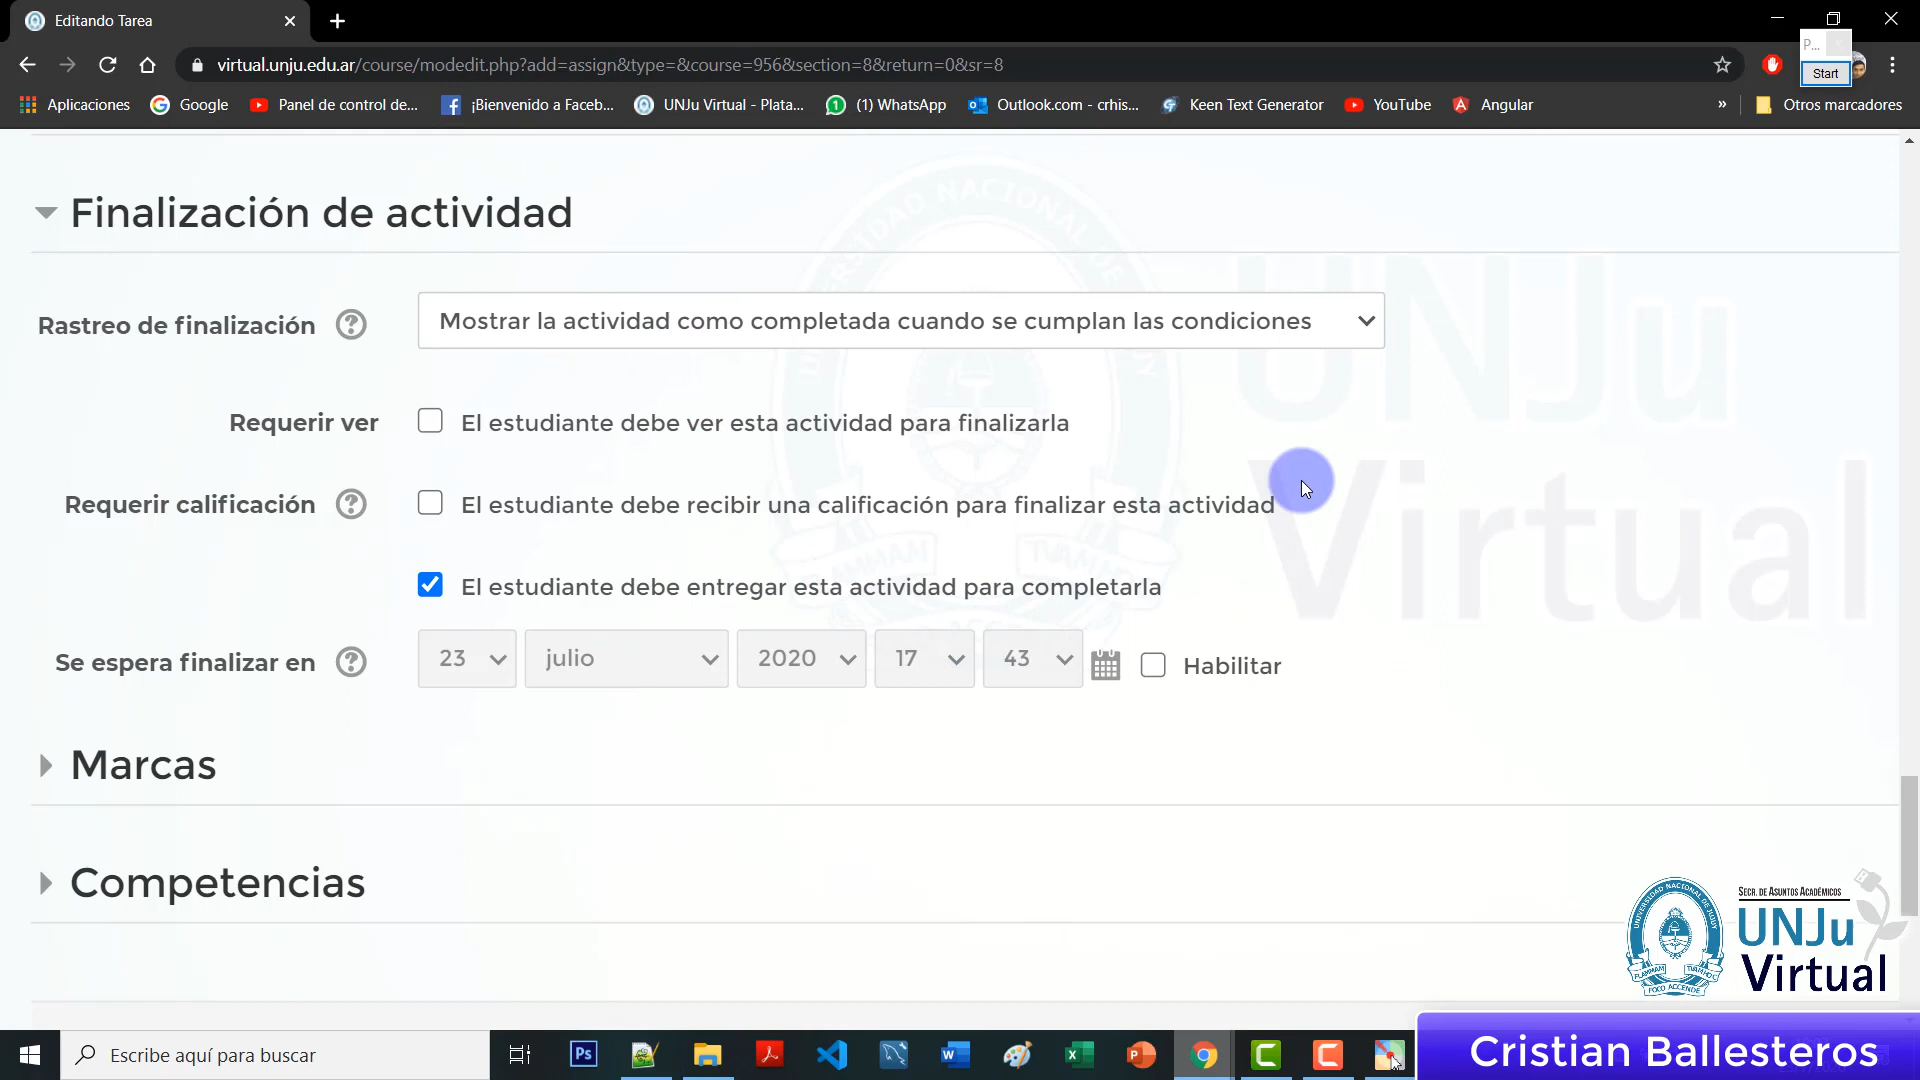 Editando Tarea
P...
Start
virtual.unju.edu.ar/course/modedit.php?add=assign&type=&course=956&section=8&return=0&sr=8
Aplicaciones
Google
Panel de control de...
¡Bienvenido a Faceb...
UNJu Virtual - Plata...
(1) WhatsApp
Outlook.com - crhis...
Keen Text Generator
YouTube
Angular
»
Otros marcadores
Finalización de actividad
Rastreo de finalización
Mostrar la actividad como completada cuando se cumplan las condiciones
Requerir ver
El estudiante debe ver esta actividad para finalizarla
Requerir calificación
El estudiante debe recibir una calificación para finalizar esta actividad
El estudiante debe entregar esta actividad para completarla
Se espera finalizar en
23 julio 2020 17 43 Habilitar
UNJu
Virtual
Marcas
Competencias
Secr. de Asuntos Académicos
UNJu
Virtual
UNIVERSIDAD NACIONAL DE JUJUY
Escribe aquí para buscar
Cristian Ballesteros